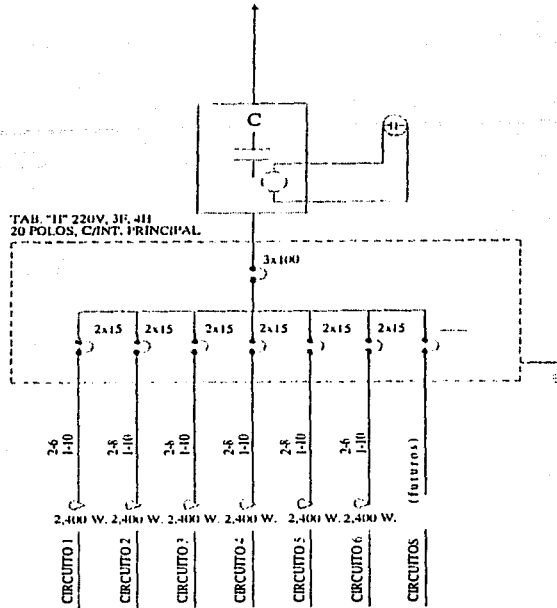 C
TAB. "H" 220V, 3F, 4H
20 POLOS, C/INT. PRINCIPAL
3x100
2x15 2x15 2x15 2x15 2x15 2x15
2-6 1-10
2-8 1-10
2-8 1-10
2-8 1-10
2-8 1-10
2-6 1-10
(futuros)
2,400 W. 2,400 W. 2,400 W. 2,400 W. 2,400 W. 2,400 W.
CIRCUITO 1
CIRCUITO 2
CIRCUITO 3
CIRCUITO 4
CIRCUITO 5
CIRCUITO 6
CIRCUITOS